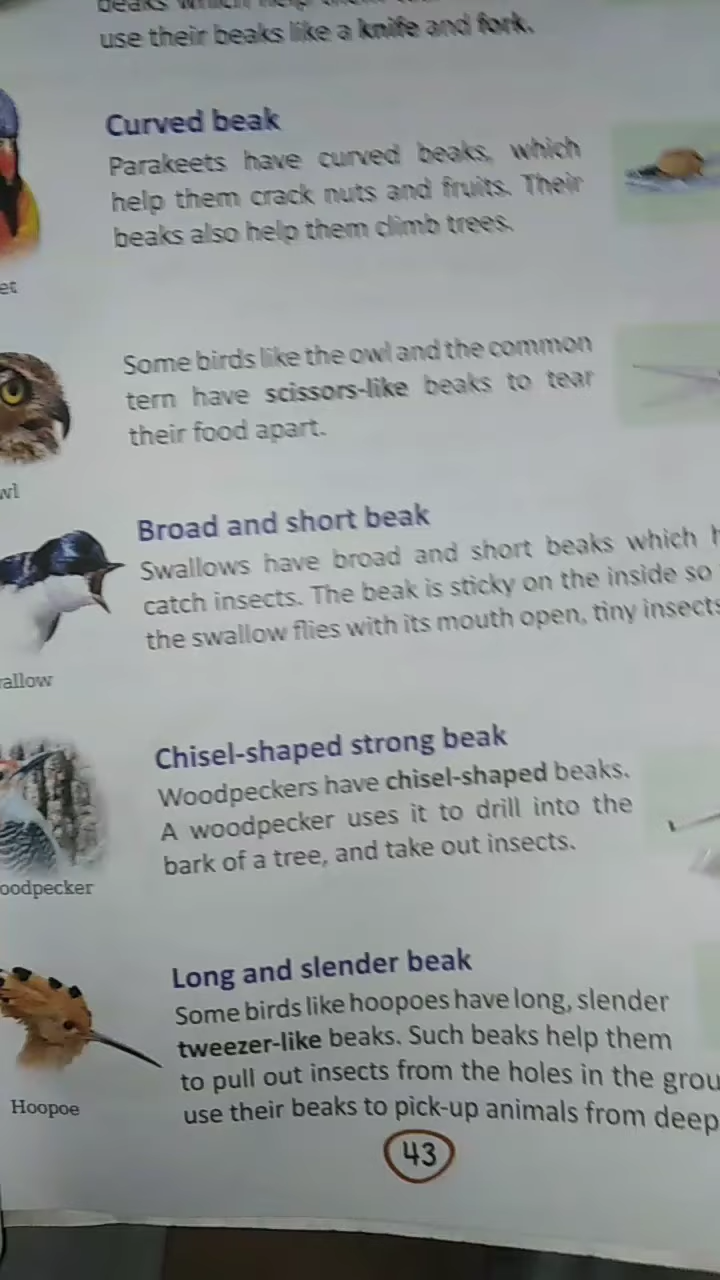 use their beaks like a knife and fork.
Curved beak
Parakeets have curved beaks, which
help them crack nuts and fruits. Their
beaks also help them climb trees.
et
Some birds like the owl and the common
tern have scissors-like beaks to tear
their food apart.
wl
Broad and short beak
Swallows have broad and short beaks which h
catch insects. The beak is sticky on the inside so
the swallow flies with its mouth open, tiny insects
allow
Chisel-shaped strong beak
Woodpeckers have chisel-shaped beaks.
A woodpecker uses it to drill into the
bark of a tree, and take out insects.
oodpecker
Long and slender beak
Some birds like hoopoes have long, slender
tweezer-like beaks. Such beaks help them
to pull out insects from the holes in the grou
use their beaks to pick-up animals from deep
Hoopoe
43